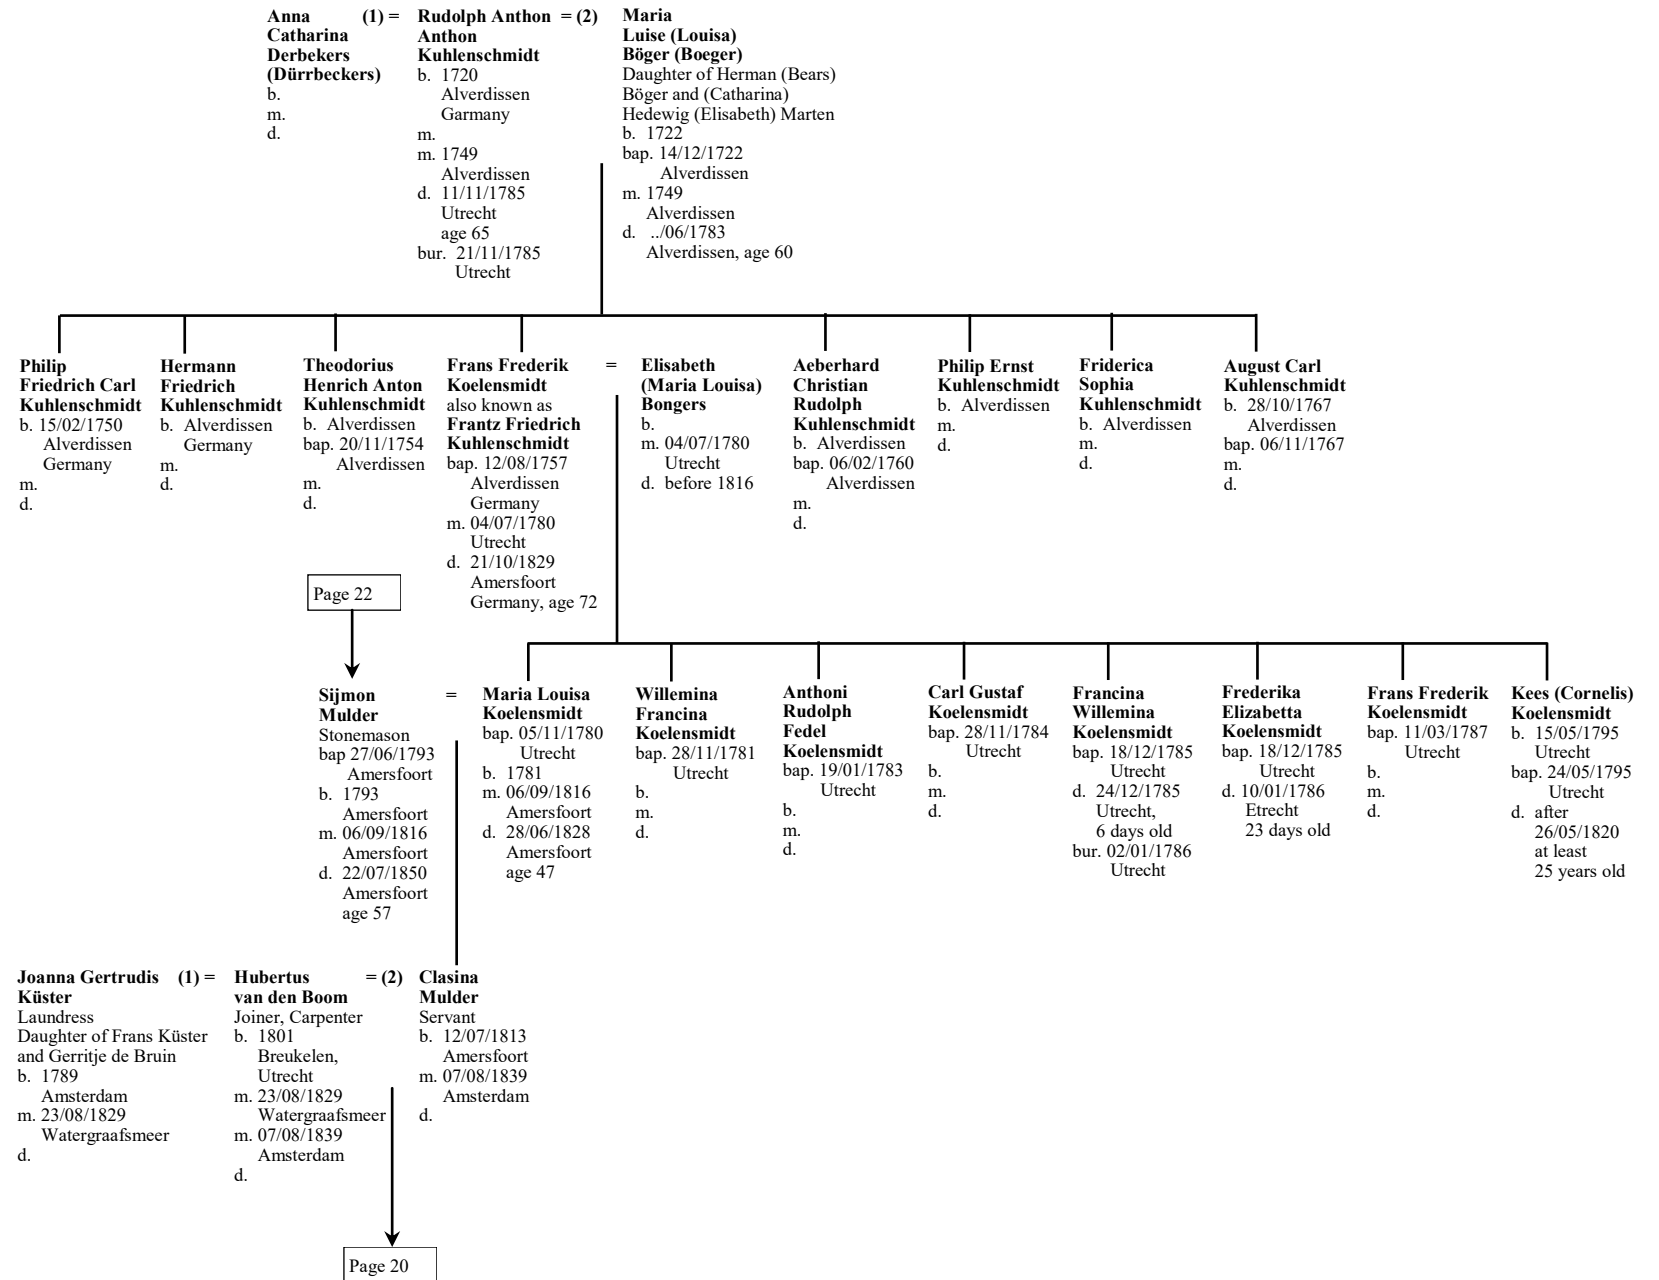 Anna (1) =
Catharina
Derbekers
(Dürrbeckers)
b.
m.
d.
Rudolph Anthon = (2)
Anthon
Kuhlenschmidt
b. 1720
Alverdissen
Garmany
m.
m. 1749
Alverdissen
d. 11/11/1785
Utrecht
age 65
bur. 21/11/1785
Utrecht
Maria
Luise (Louisa)
Böger (Boeger)
Daughter of Herman (Bears)
Böger and (Catharina)
Hedewig (Elisabeth) Marten
b. 1722
bap. 14/12/1722
Alverdissen
m. 1749
Alverdissen
d. ../06/1783
Alverdissen, age 60
Philip
Friedrich Carl
Kuhlenschmidt
b. 15/02/1750
Alverdissen
Germany
m.
d.
Hermann
Friedrich
Kuhlenschmidt
b. Alverdissen
Germany
m.
d.
Theodorius
Henrich Anton
Kuhlenschmidt
b. Alverdissen
bap. 20/11/1754
Alverdissen
m.
d.
Frans Frederik =
Koelensmidt
also known as
Frantz Friedrich
Kuhlenschmidt
bap. 12/08/1757
Alverdissen
Germany
m. 04/07/1780
Utrecht
d. 21/10/1829
Amersfoort
Germany, age 72
Elisabeth
(Maria Louisa)
Bongers
b.
m. 04/07/1780
Utrecht
d. before 1816
Aeberhard
Christian
Rudolph
Kuhlenschmidt
b. Alverdissen
bap. 06/02/1760
Alverdissen
m.
d.
Philip Ernst
Kuhlenschmidt
b. Alverdissen
m.
d.
Friderica
Sophia
Kuhlenschmidt
b. Alverdissen
m.
d.
August Carl
Kuhlenschmidt
b. 28/10/1767
Alverdissen
bap. 06/11/1767
m.
d.
Page 22
Sijmon =
Mulder
Stonemason
bap 27/06/1793
Amersfoort
b. 1793
Amersfoort
m. 06/09/1816
Amersfoort
d. 22/07/1850
Amersfoort
age 57
Maria Louisa
Koelensmidt
bap. 05/11/1780
Utrecht
b. 1781
m. 06/09/1816
Amersfoort
d. 28/06/1828
Amersfoort
age 47
Willemina
Francina
Koelensmidt
bap. 28/11/1781
Utrecht
b.
m.
d.
Anthoni
Rudolph
Fedel
Koelensmidt
bap. 19/01/1783
Utrecht
b.
m.
d.
Carl Gustaf
Koelensmidt
bap. 28/11/1784
Utrecht
b.
m.
d.
Francina
Willemina
Koelensmidt
bap. 18/12/1785
Utrecht
d. 24/12/1785
Utrecht,
6 days old
bur. 02/01/1786
Utrecht
Frederika
Elizabetta
Koelensmidt
bap. 18/12/1785
Utrecht
d. 10/01/1786
Etrecht
23 days old
Frans Frederik
Koelensmidt
bap. 11/03/1787
Utrecht
b.
m.
d.
Kees (Cornelis)
Koelensmidt
b. 15/05/1795
Utrecht
bap. 24/05/1795
Utrecht
d. after
26/05/1820
at least
25 years old
Joanna Gertrudis (1) =
Küster
Laundress
Daughter of Frans Küster
and Gerritje de Bruin
b. 1789
Amsterdam
m. 23/08/1829
Watergraafsmeer
d.
Hubertus = (2)
van den Boom
Joiner, Carpenter
b. 1801
Breukelen,
Utrecht
m. 23/08/1829
Watergraafsmeer
m. 07/08/1839
Amsterdam
d.
Clasina
Mulder
Servant
b. 12/07/1813
Amersfoort
m. 07/08/1839
Amsterdam
d.
Page 20